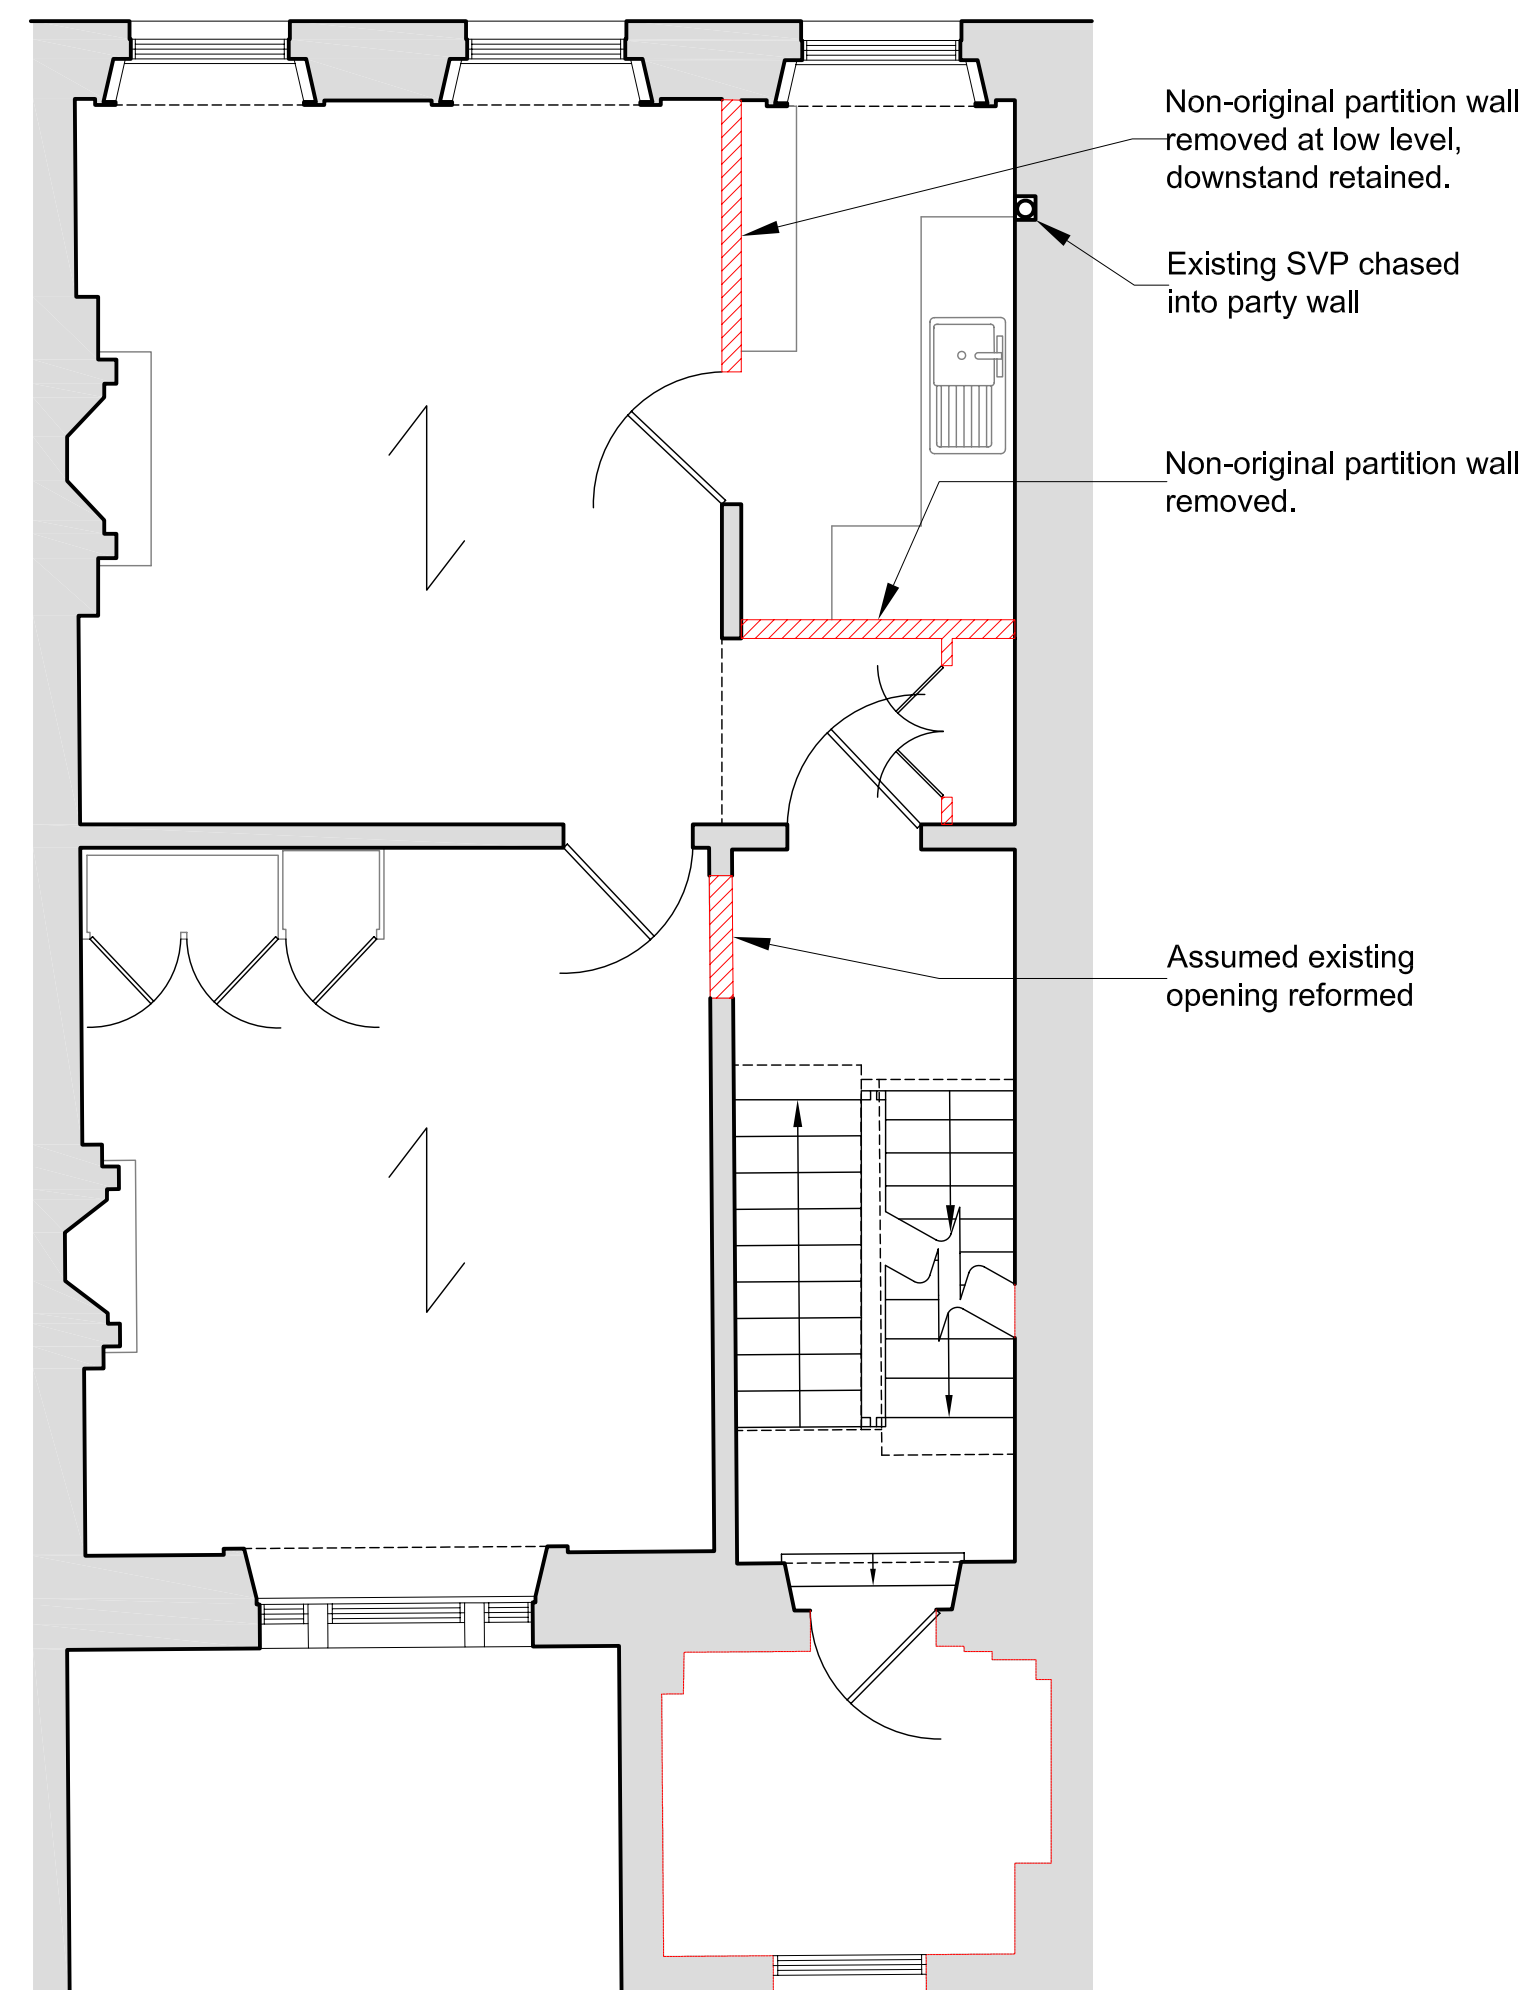 Non-original partition wall
removed at low level,
downstand retained.
Existing SVP chased
into party wall
Non-original partition wall
removed.
Assumed existing
opening reformed